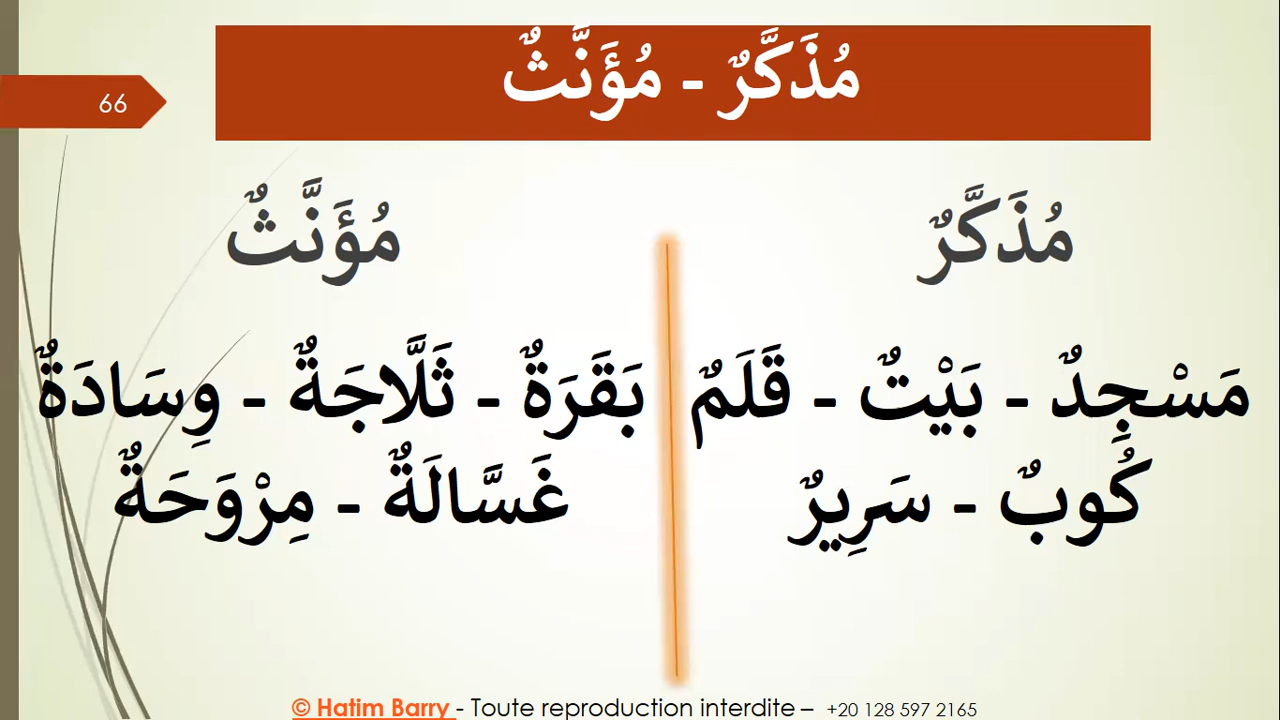 مُذَكَّرٌ - مُؤَنَّثٌ
66
مُذَكَّرٌ
مَسْجِدٌ - بَيْتٌ - قَلَمٌ
كُوبٌ - سَرِيرٌ
مُؤَنَّثٌ
بَقَرَةٌ - ثَلَّاجَةٌ - وِسَادَةٌ
غَسَّالَةٌ - مِرْوَحَةٌ
© Hatim Barry - Toute reproduction interdite – +20 128 597 2165